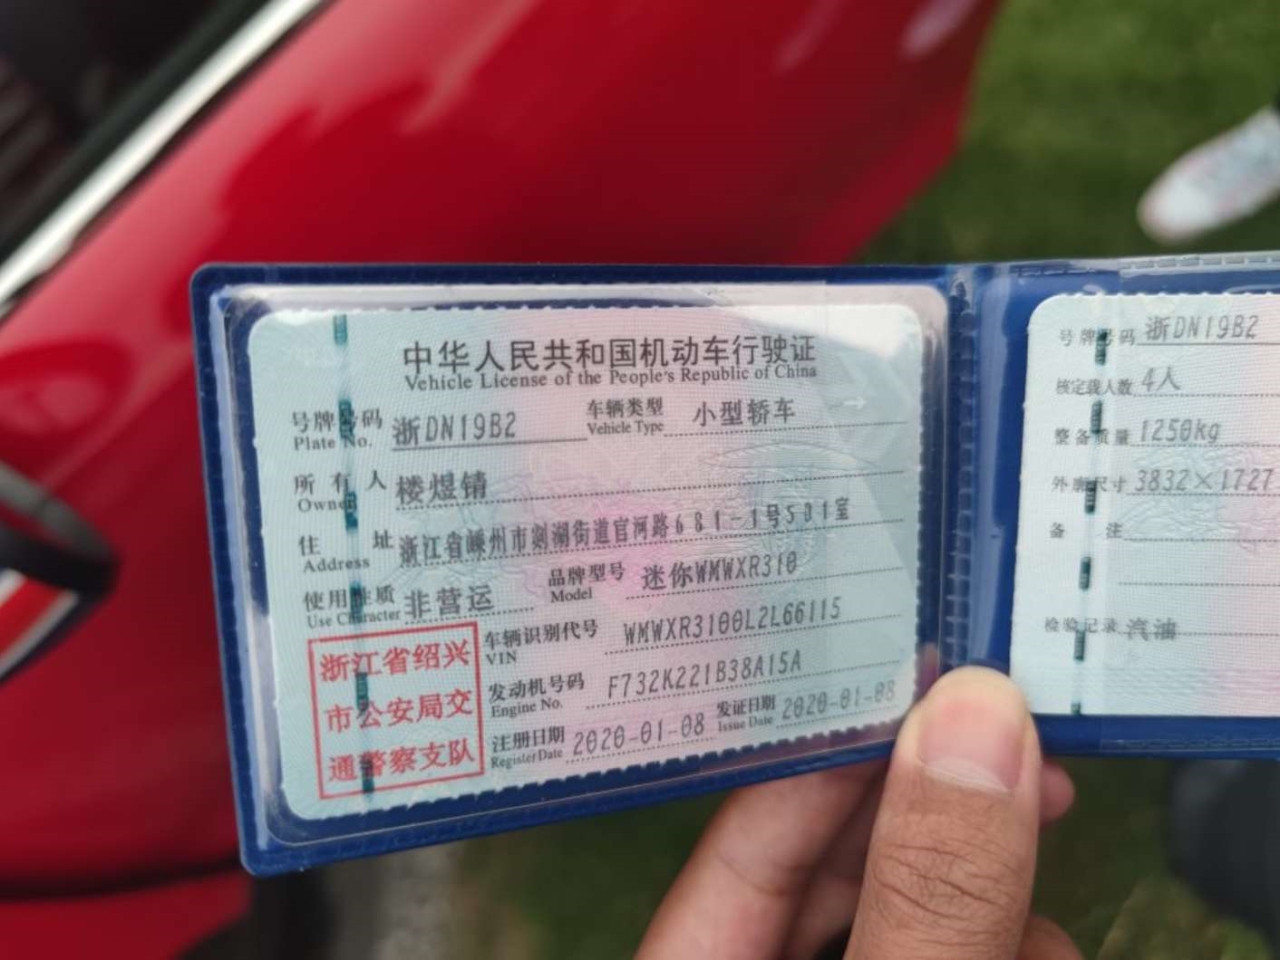 中华人民共和国机动车行驶证
Vehicle License of the People's Republic of China
号牌号码 浙DN19B2 车辆类型 小型轿车
Plate No. Vehicle Type
所有人 楼煜锖
Owner
住址 浙江省嵊州市剡湖街道官河路681-1号501室
Address
使用性质 非营运 品牌型号 迷你WMWXR310
Use Character Model
浙江省绍兴
市公安局交
通警察支队
车辆识别代号 WMWXR3100L2L66115
VIN
发动机号码 F732K221B38A15A
Engine No.
注册日期 2020-01-08 发证日期 2020-01-08
Register Date Issue Date
号牌号码 浙DN19B2
核定载人数 4人
整备质量 1250kg
外廓尺寸 3832×1727
备注
检验记录 汽油